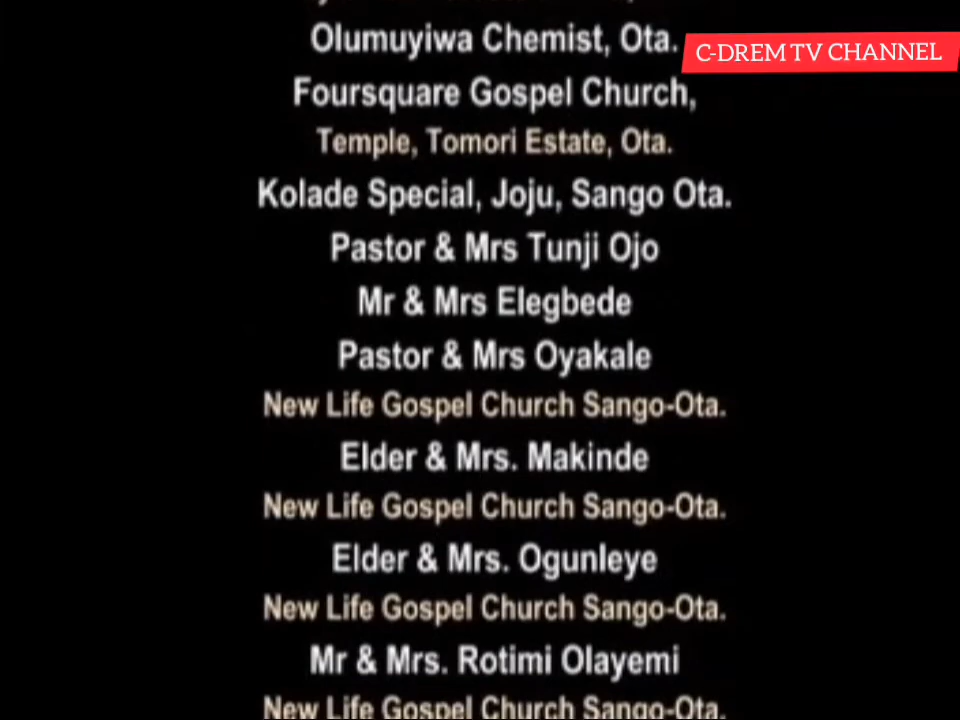 Olumuyiwa Chemist, Ota.
C-DREM TV CHANNEL
Foursquare Gospel Church,
Temple, Tomori Estate, Ota.
Kolade Special, Joju, Sango Ota.
Pastor & Mrs Tunji Ojo
Mr & Mrs Elegbede
Pastor & Mrs Oyakale
New Life Gospel Church Sango-Ota.
Elder & Mrs. Makinde
New Life Gospel Church Sango-Ota.
Elder & Mrs. Ogunleye
New Life Gospel Church Sango-Ota.
Mr & Mrs. Rotimi Olayemi
New Life Gospel Church Sango-Ota.